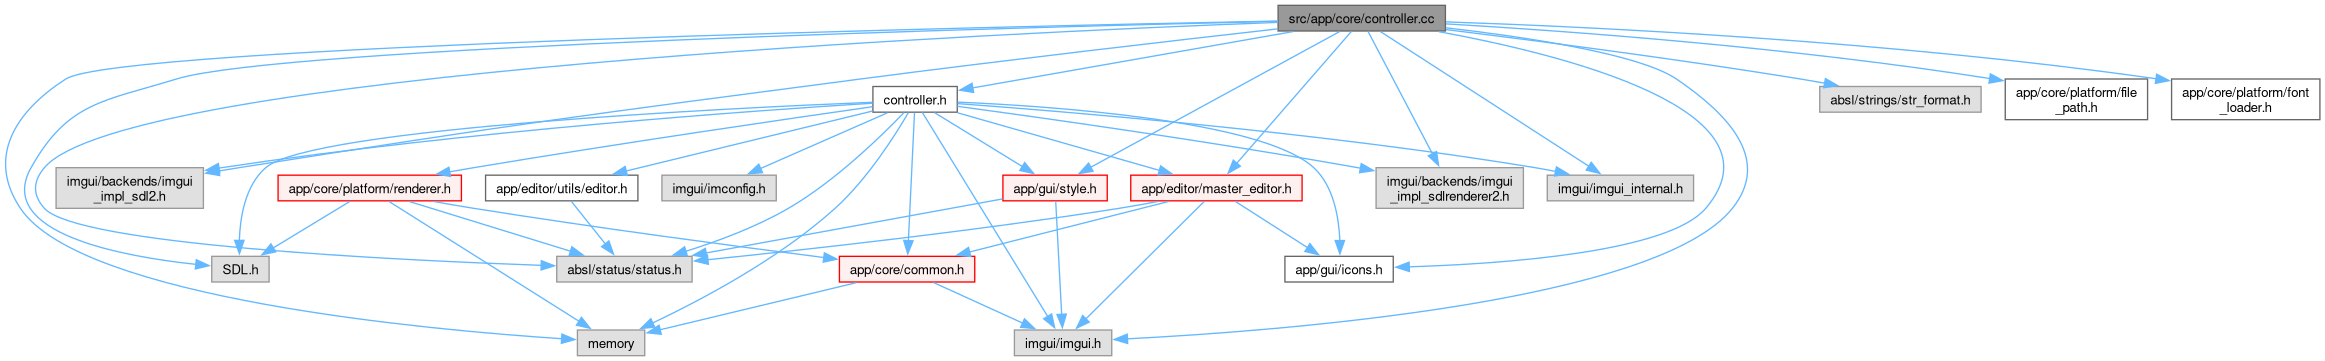 src/app/core/controller.cc
controller.h
absl/strings/str_format.h
app/core/platform/file
_path.h
app/core/platform/font
_loader.h
imgui/backends/imgui
_impl_sdl2.h
app/core/platform/renderer.h
app/editor/utils/editor.h
imgui/imconfig.h
app/gui/style.h
app/editor/master_editor.h
imgui/backends/imgui
_impl_sdlrenderer2.h
imgui/imgui_internal.h
SDL.h
absl/status/status.h
app/core/common.h
app/gui/icons.h
memory
imgui/imgui.h